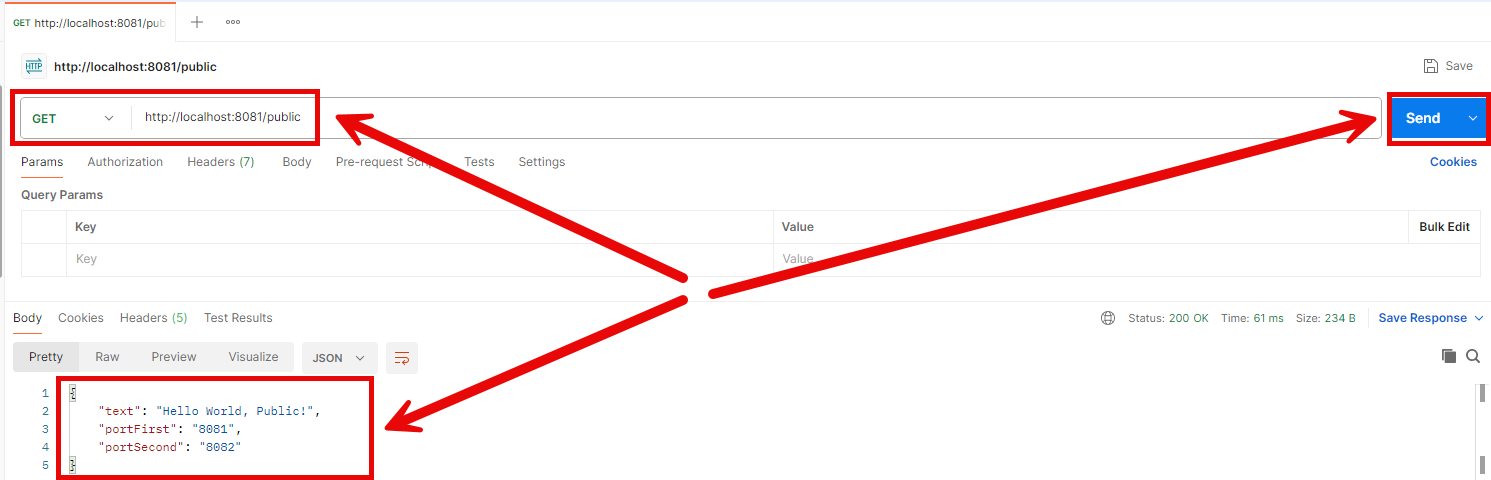 GET http://localhost:8081/pub
HTTP http://localhost:8081/public Save
GET http://localhost:8081/public Send
Params Authorization Headers (7) Body Pre-request Tests Settings Cookies
Query Params
Key Value Bulk Edit
Key Value
Body Cookies Headers (5) Test Results Status: 200 OK Time: 61 ms Size: 234 B Save Response
Pretty Raw Preview Visualize JSON
1 {
2 "text": "Hello World, Public!",
3 "portFirst": "8081",
4 "portSecond": "8082"
5 }